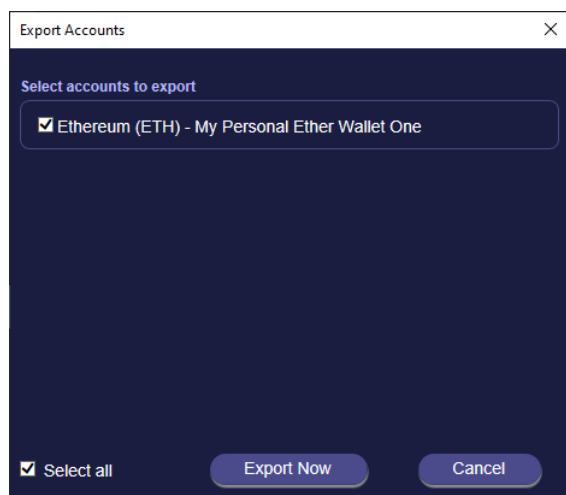 Export Accounts
Select accounts to export
Ethereum (ETH) - My Personal Ether Wallet One
Select all
Export Now
Cancel